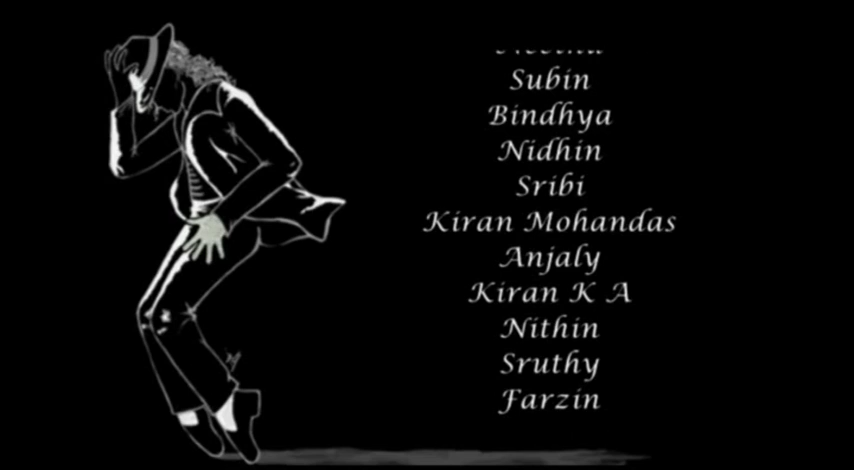 Subin
Bindhya
Nidhin
Sribi
Kiran Mohandas
Anjaly
Kiran K A
Nithin
Sruthy
Farzin